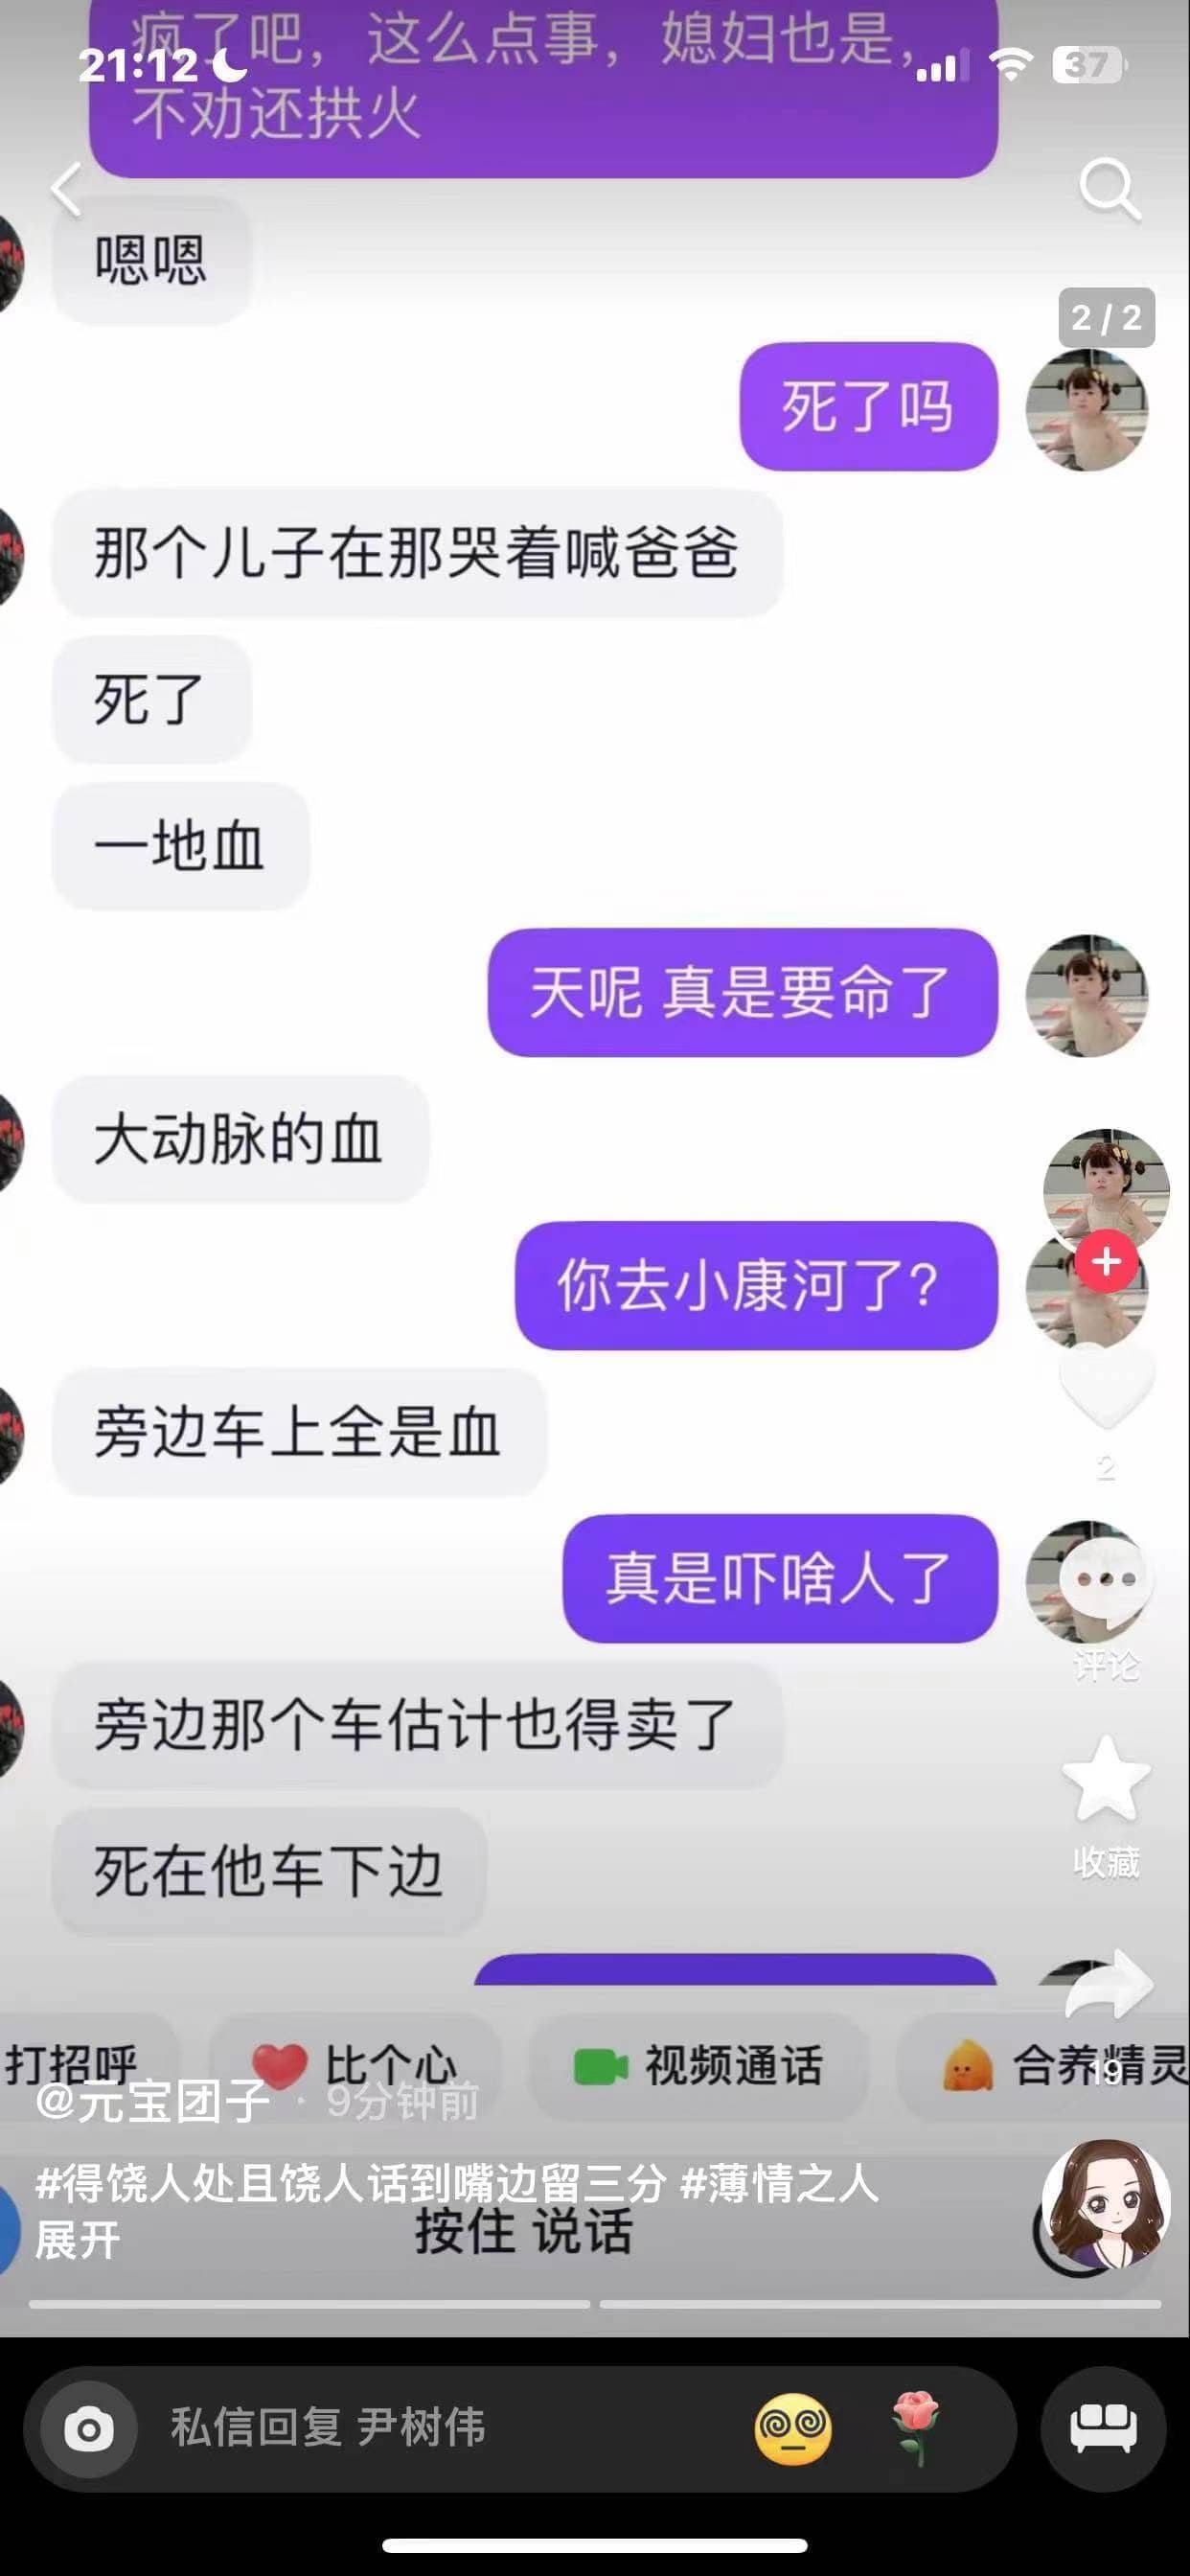 疯了吧，这么点事，媳妇也是，
21:12
37
不劝还拱火
嗯嗯
2/2
死了吗
那个儿子在那哭着喊爸爸
死了
一地血
天呢 真是要命了
大动脉的血
你去小康河了?
2
旁边车上全是血
真是吓啥人了
评论
旁边那个车估计也得卖了
收藏
死在他车下边
打招呼
比个心
视频通话
合养精灵
19
@元宝团子 · 9分钟前
#得饶人处且饶人话到嘴边留三分 #薄情之人
展开
按住 说话
私信回复 尹树伟